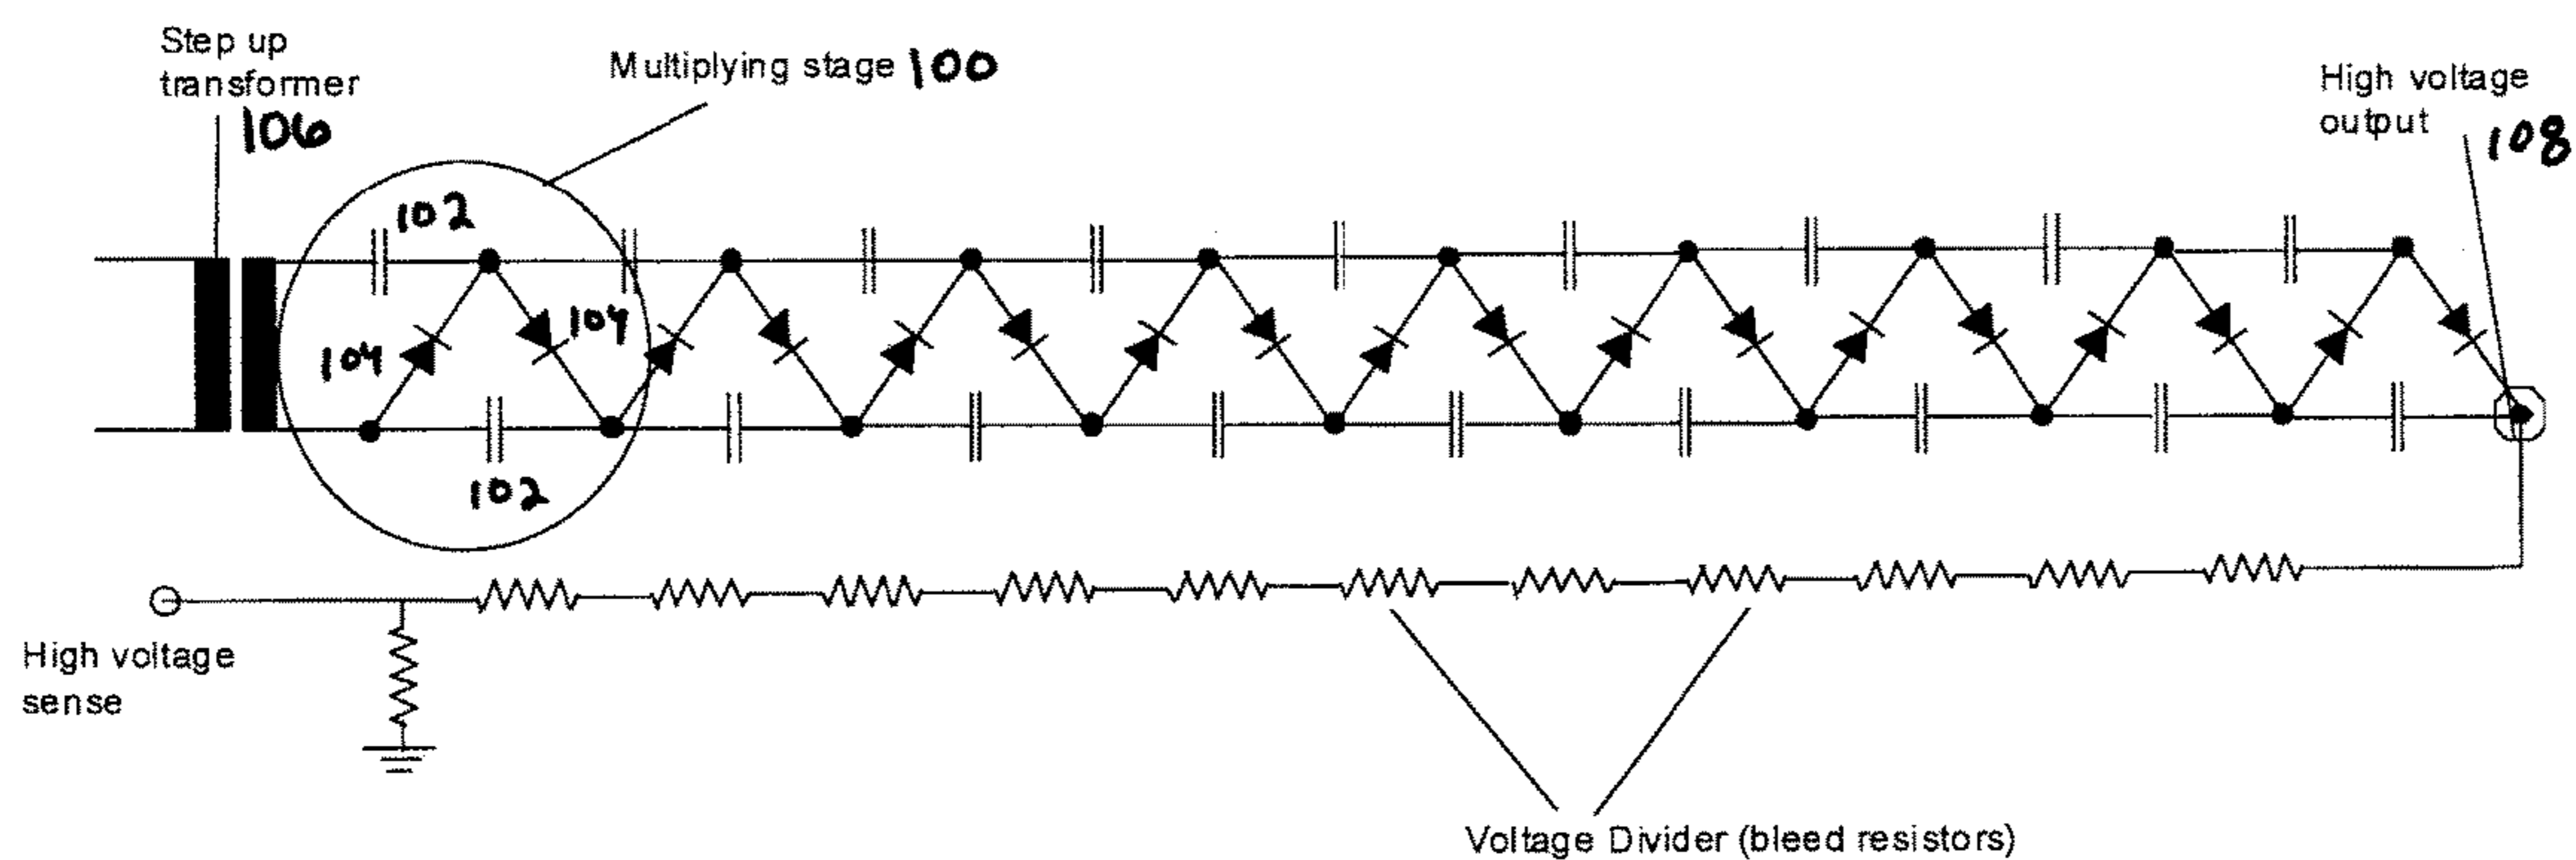 Step up
transformer
106
Multiplying stage 100
High voltage
output 108
102
104
104
102
High voltage
sense
Voltage Divider (bleed resistors)